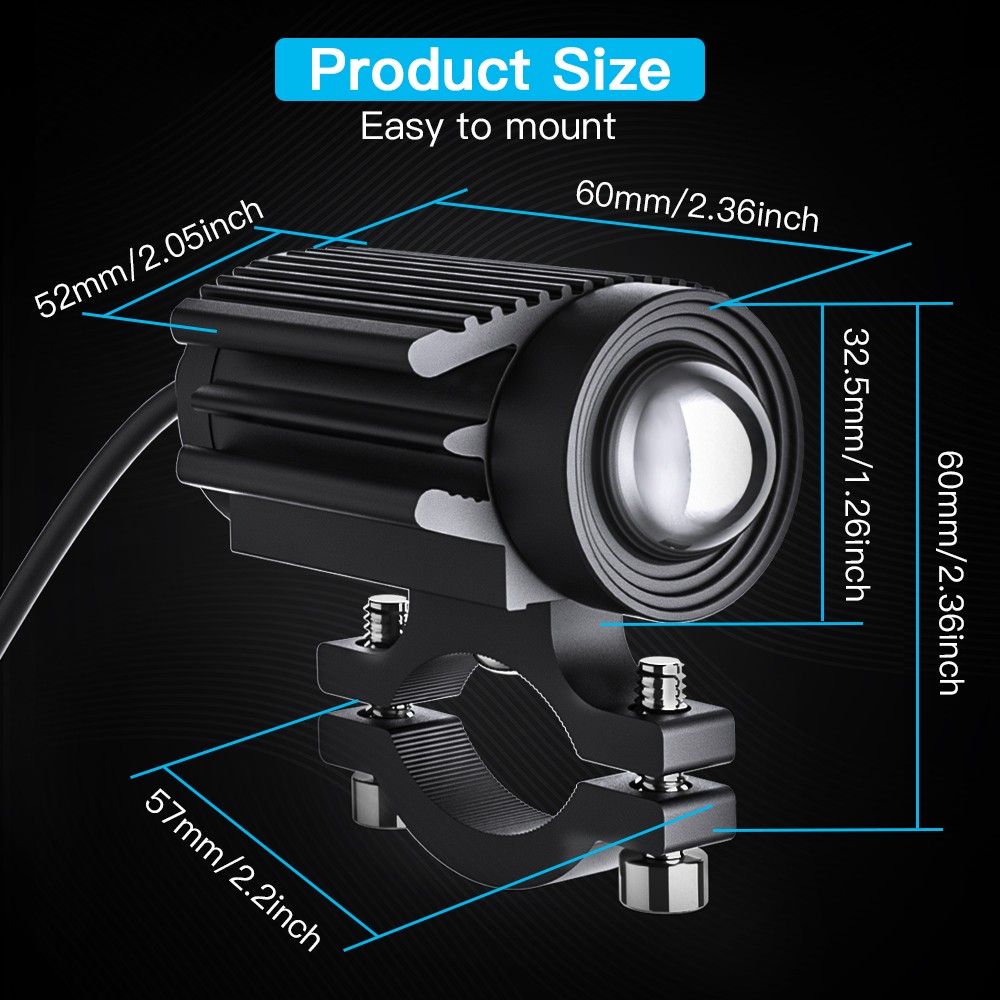 Product Size
Easy to mount
60mm/2.36inch
52mm/2.05inch
32.5mm/1.26inch
60mm/2.36inch
57mm/2.2inch